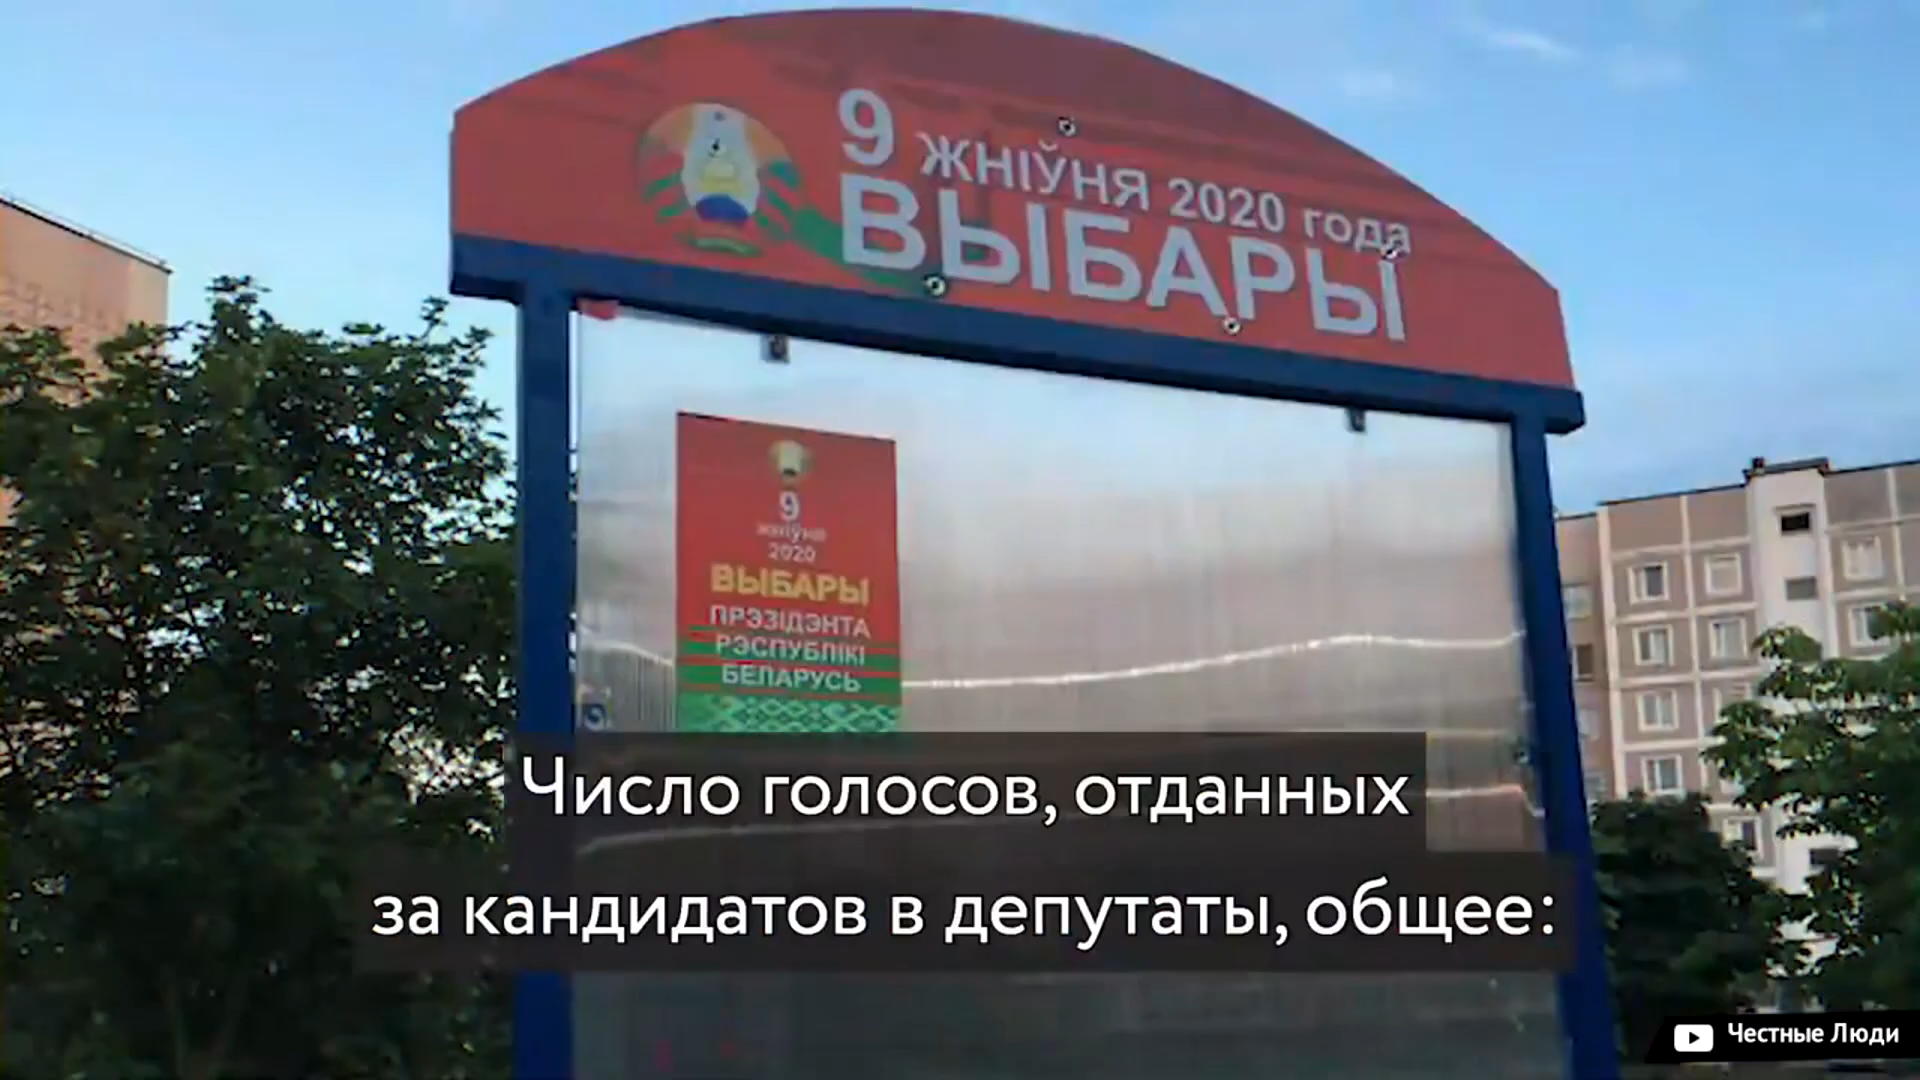 9 жніўня 2020 года
ВЫБАРЫ
9
жніўня
2020
ВЫБАРЫ
ПРЭЗІДЭНТА
РЭСПУБЛІКІ
БЕЛАРУСЬ
Число голосов, отданных
за кандидатов в депутаты, общее:
Честные Люди